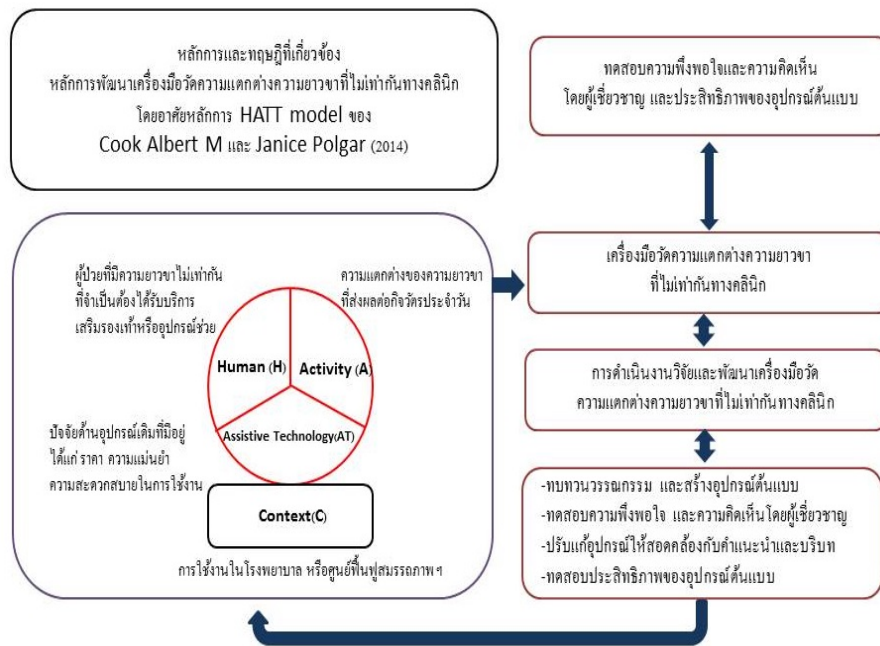 หลักการและทฤษฎีที่เกี่ยวข้อง
หลักการพัฒนาเครื่องมือวัดความแตกต่างความยาวขาที่ไม่เท่ากันทางคลินิก
โดยอาศัยหลักการ HATT model ของ
Cook Albert M และ Janice Polgar (2014)
ทดสอบความพึงพอใจและความคิดเห็น
โดยผู้เชี่ยวชาญ และประสิทธิภาพของอุปกรณ์ต้นแบบ
ผู้ป่วยที่มีความยาวขาไม่เท่ากัน
ที่จำเป็นต้องได้รับบริการ
เสริมรองเท้าหรืออุปกรณ์ช่วย
ความแตกต่างของความยาวขา
ที่ส่งผลต่อกิจวัตรประจำวัน
Human (H)
Activity (A)
Assistive Technology(AT)
ปัจจัยด้านอุปกรณ์เดิมที่มีอยู่
ได้แก่ ราคา ความแม่นยำ
ความสะดวกสบายในการใช้งาน
Context(C)
การใช้งานในโรงพยาบาล หรือศูนย์ฟื้นฟูสมรรถภาพฯ
เครื่องมือวัดความแตกต่างความยาวขา
ที่ไม่เท่ากันทางคลินิก
การดำเนินงานวิจัยและพัฒนาเครื่องมือวัด
ความแตกต่างความยาวขาที่ไม่เท่ากันทางคลินิก
-ทบทวนวรรณกรรม และสร้างอุปกรณ์ต้นแบบ
-ทดสอบความพึงพอใจ และความคิดเห็นโดยผู้เชี่ยวชาญ
-ปรับแก้อุปกรณ์ให้สอดคล้องกับคำแนะนำและบริบท
-ทดสอบประสิทธิภาพของอุปกรณ์ต้นแบบ